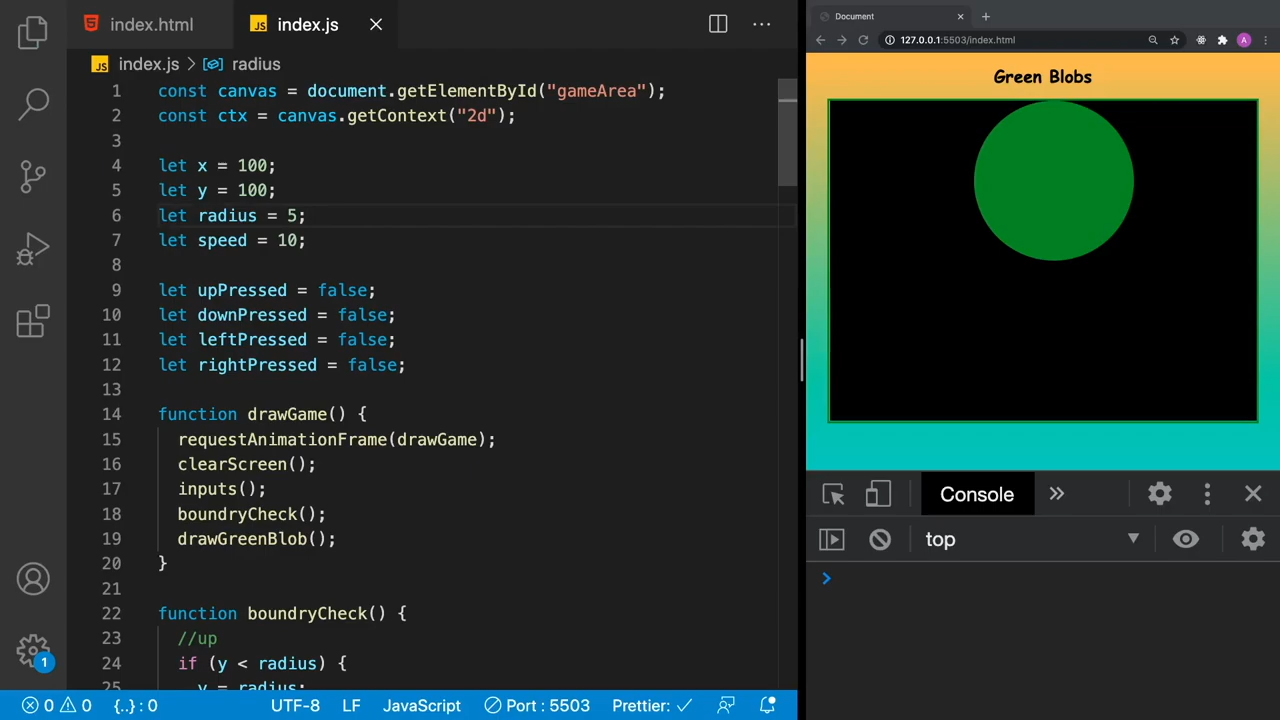 index.html
JS index.js
JS index.js > radius
1 const canvas = document.getElementById("gameArea");
2 const ctx = canvas.getContext("2d");
3
4 let x = 100;
5 let y = 100;
6 let radius = 5;
7 let speed = 10;
8
9 let upPressed = false;
10 let downPressed = false;
11 let leftPressed = false;
12 let rightPressed = false;
13
14 function drawGame() {
15 requestAnimationFrame(drawGame);
16 clearScreen();
17 inputs();
18 boundryCheck();
19 drawGreenBlob();
20 }
21
22 function boundryCheck() {
23 //up
24 if (y < radius) {
25 y = radius;
1
0 0 {..} : 0 UTF-8 LF JavaScript Port : 5503 Prettier:
Document
127.0.0.1:5503/index.html A
Green Blobs
Console
top